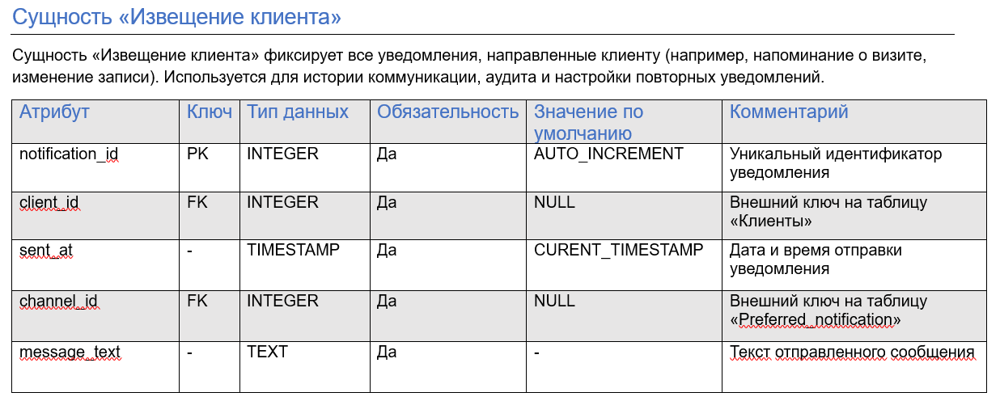 Сущность «Извещение клиента»
Сущность «Извещение клиента» фиксирует все уведомления, направленные клиенту (например, напоминание о визите,
изменение записи). Используется для истории коммуникации, аудита и настройки повторных уведомлений.
Атрибут Ключ Тип данных Обязательность Значение по умолчанию Комментарий
notification_id PK INTEGER Да AUTO_INCREMENT Уникальный идентификатор уведомления
client_id FK INTEGER Да NULL Внешний ключ на таблицу «Клиенты»
sent_at - TIMESTAMP Да CURENT_TIMESTAMP Дата и время отправки уведомления
channel_id FK INTEGER Да NULL Внешний ключ на таблицу «Preferred_notification»
message_text - TEXT Да - Текст отправленного сообщения